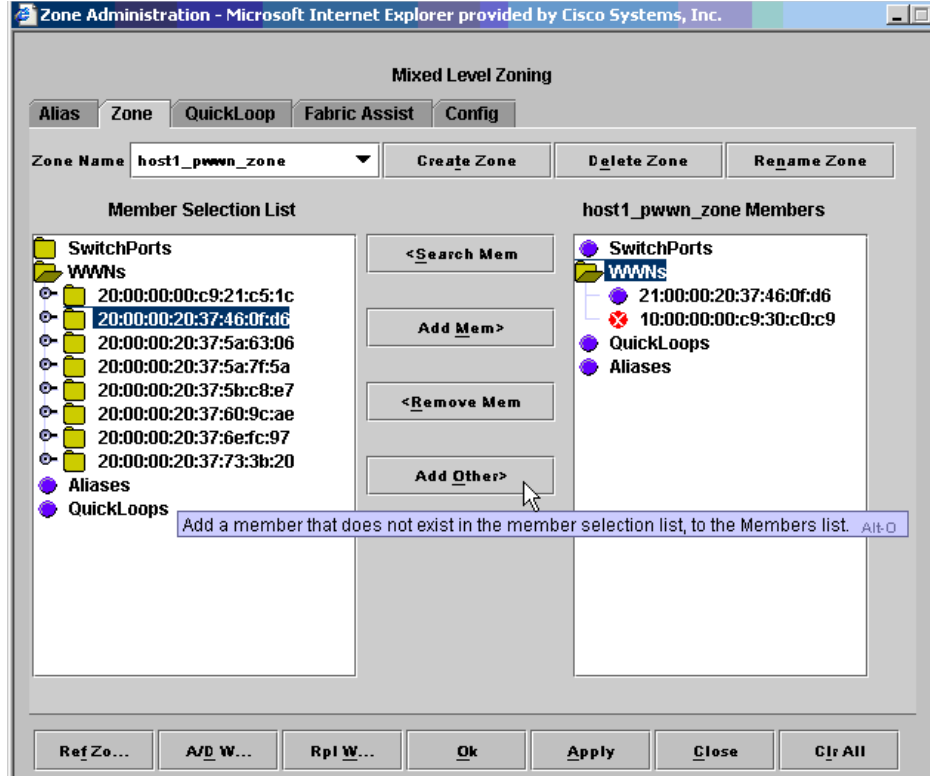 Zone Administration - Microsoft Internet Explorer provided by Cisco Systems, Inc.
Mixed Level Zoning
Alias Zone QuickLoop Fabric Assist Config
Zone Name host1_pwwn_zone Create Zone Delete Zone Rename Zone
Member Selection List
SwitchPorts
WWNs
20:00:00:00:c9:21:c5:1c
20:00:00:20:37:46:0f:d6
20:00:00:20:37:5a:63:06
20:00:00:20:37:5a:7f:5a
20:00:00:20:37:5b:c8:e7
20:00:00:20:37:60:9c:ae
20:00:00:20:37:6e:fc:97
20:00:00:20:37:73:3b:20
Aliases
QuickLoops
<Search Mem
Add Mem>
<Remove Mem
Add Other>
Add a member that does not exist in the member selection list, to the Members list. Alt-O
host1_pwwn_zone Members
SwitchPorts
WWNs
21:00:00:20:37:46:0f:d6
10:00:00:00:c9:30:c0:c9
QuickLoops
Aliases
Ref Zo... A/D W... Rpl W... Ok Apply Close Clr All